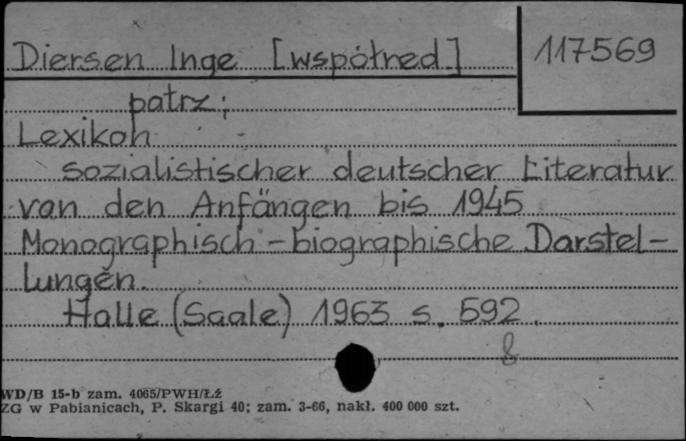 Diersen Inge [współred.] 117569
patrz:
Lexikon
sozialistischer deutscher Literatur
von den Anfängen bis 1945
Monographisch-biographische Darstel-
lungen.
Halle (Saale) 1963 s. 592.
8
WD/B 15-b zam. 4065/PWH/Łź
ZG w Pabianicach, P. Skargi 40; zam. 3-66, nakł. 400 000 szt.